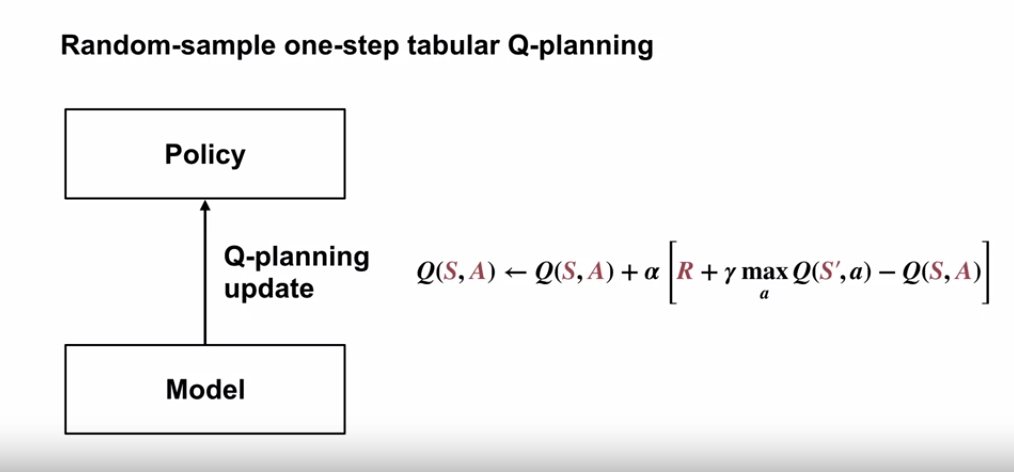 Random-sample one-step tabular Q-planning
Policy
Q-planning
update
Q(S, A) ← Q(S, A) + α [R + γ max Q(S′, a) − Q(S, A)]
a
Model